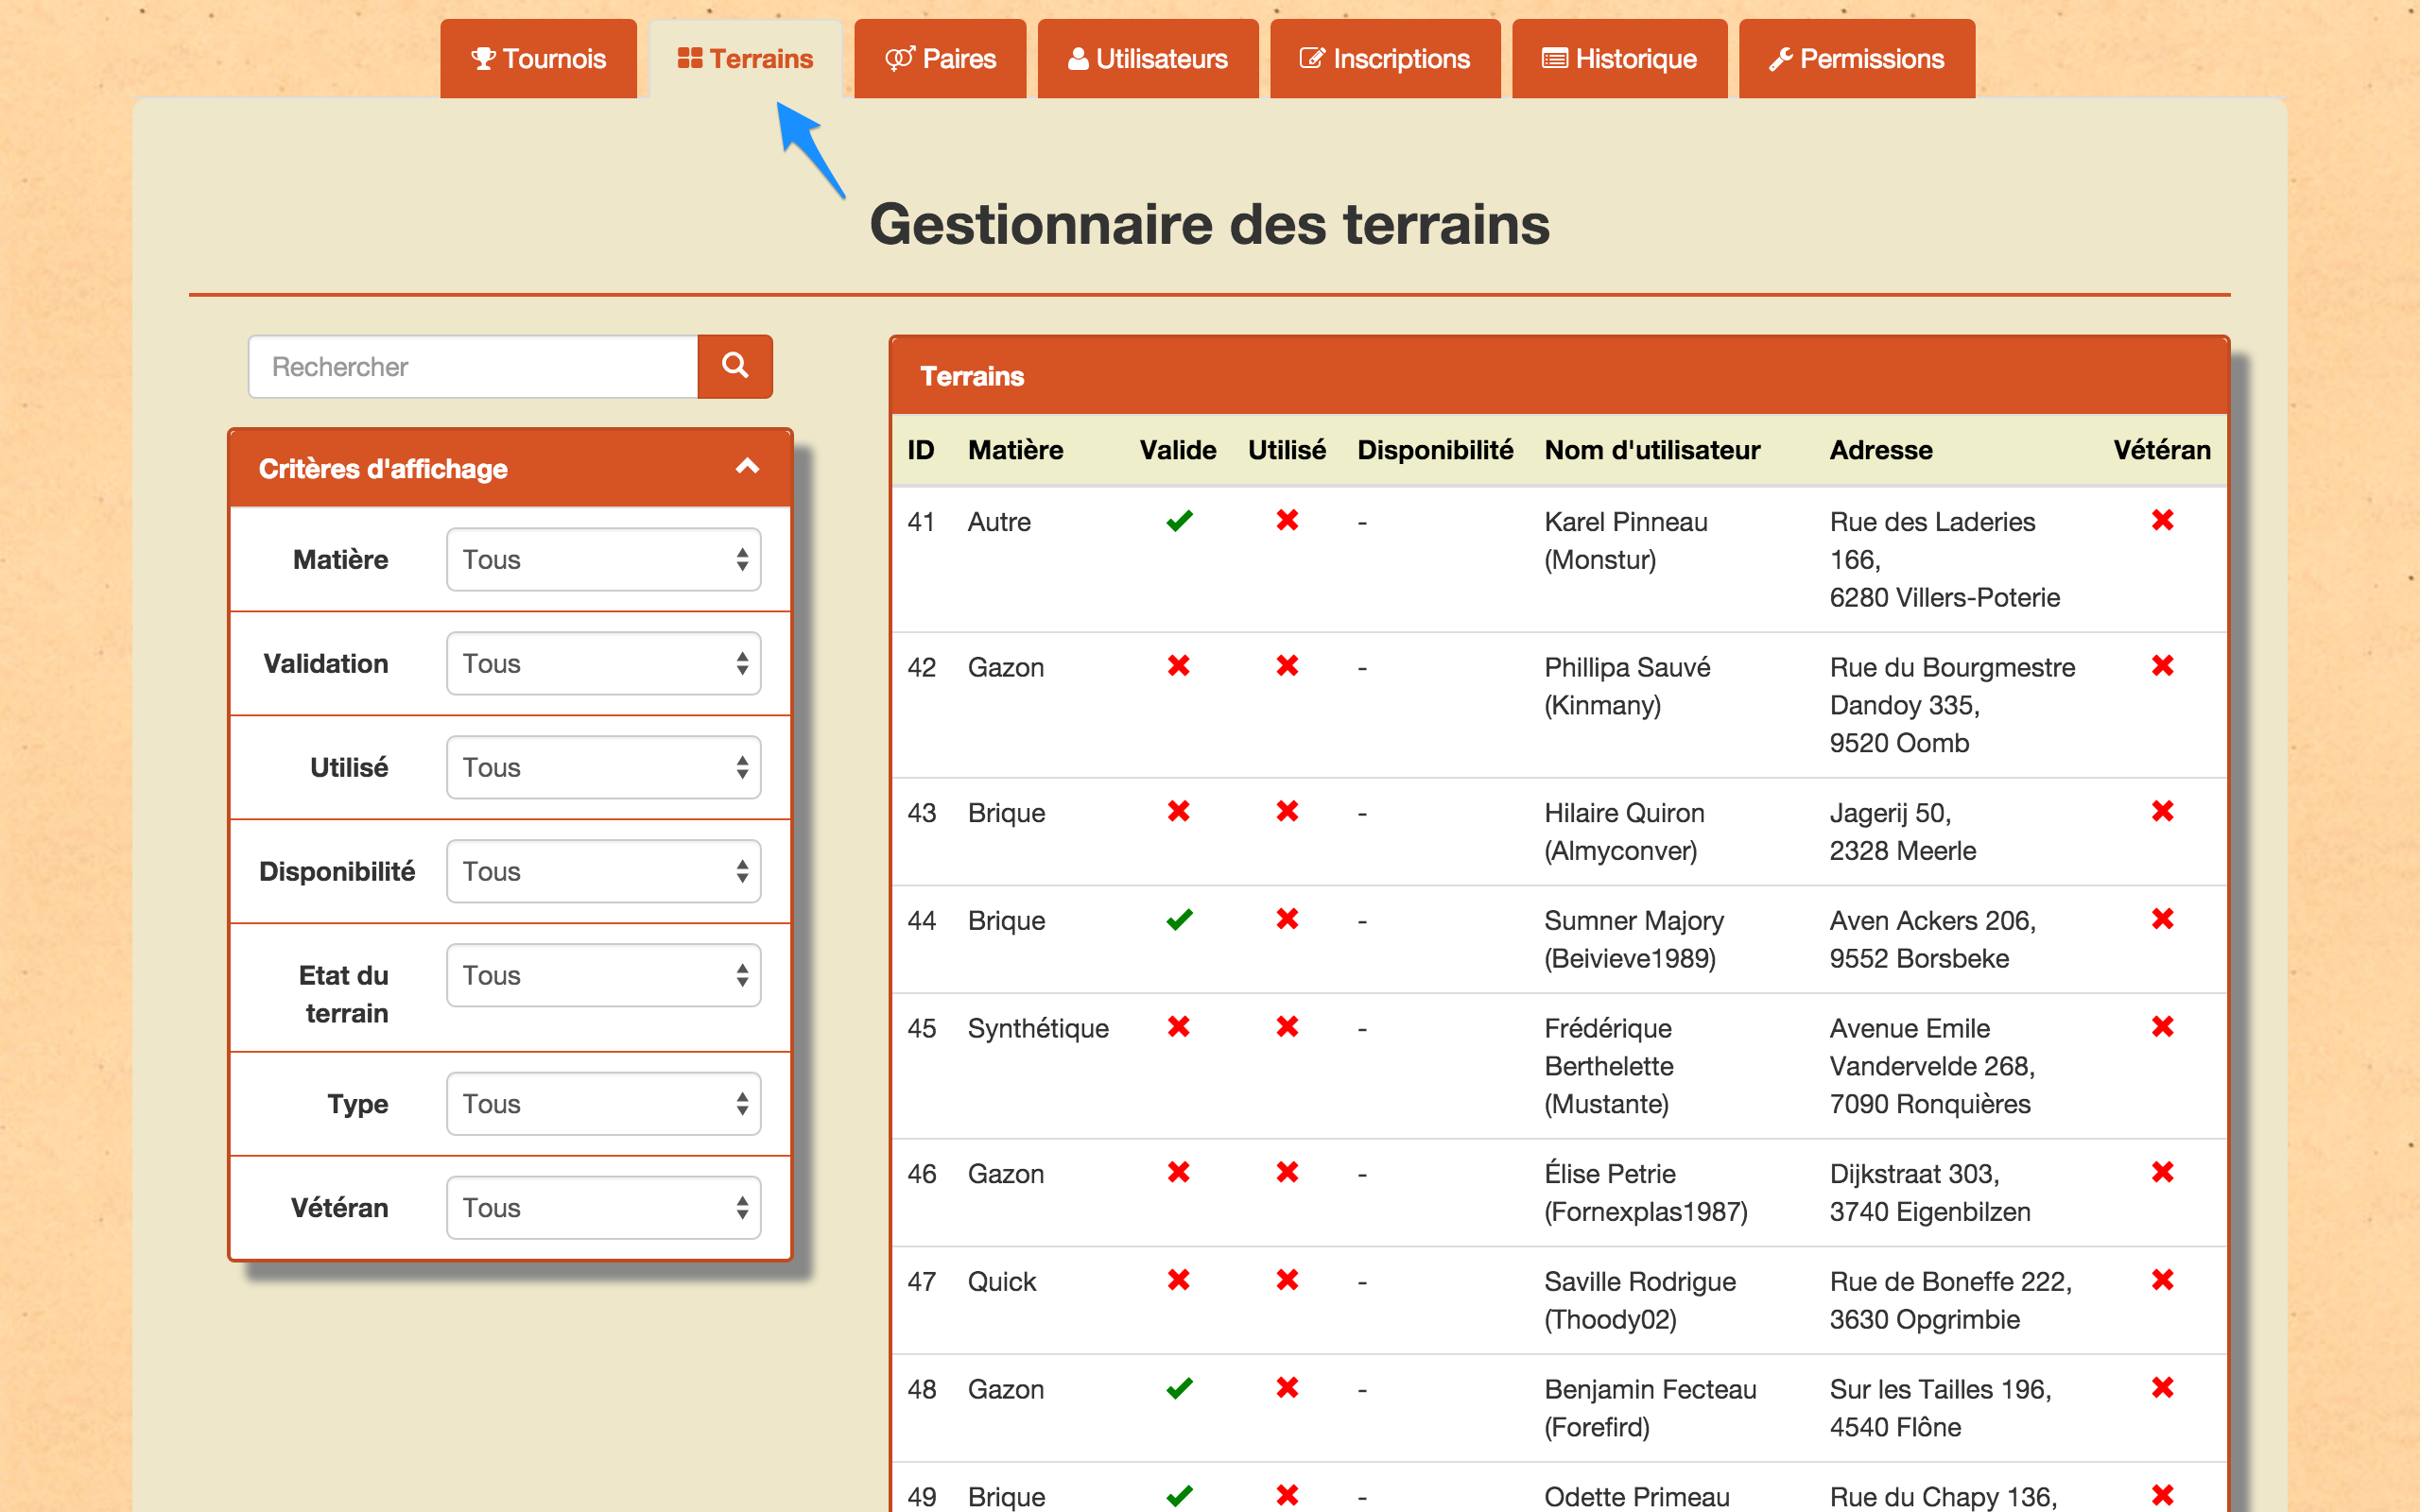 Tournois Terrains Paires Utilisateurs Inscriptions Historique Permissions
Gestionnaire des terrains
Rechercher
Critères d'affichage
Matière Tous
Validation Tous
Utilisé Tous
Disponibilité Tous
Etat du Tous
terrain
Type Tous
Vétéran Tous
Terrains
ID Matière Valide Utilisé Disponibilité Nom d'utilisateur Adresse Vétéran
41 Autre - Karel Pinneau Rue des Laderies
(Monstur) 166,
6280 Villers-Poterie
42 Gazon - Phillipa Sauvé Rue du Bourgmestre
(Kinmany) Dandoy 335,
9520 Oomb
43 Brique - Hilaire Quiron Jagerij 50,
(Almyconver) 2328 Meerle
44 Brique - Sumner Majory Aven Ackers 206,
(Beivieve1989) 9552 Borsbeke
45 Synthétique - Frédérique Avenue Emile
Berthelette Vandervelde 268,
(Mustante) 7090 Ronquières
46 Gazon - Élise Petrie Dijkstraat 303,
(Fornexplas1987) 3740 Eigenbilzen
47 Quick - Saville Rodrigue Rue de Boneffe 222,
(Thoody02) 3630 Opgrimbie
48 Gazon - Benjamin Fecteau Sur les Tailles 196,
(Forefird) 4540 Flône
49 Brique - Odette Primeau Rue du Chapy 136,